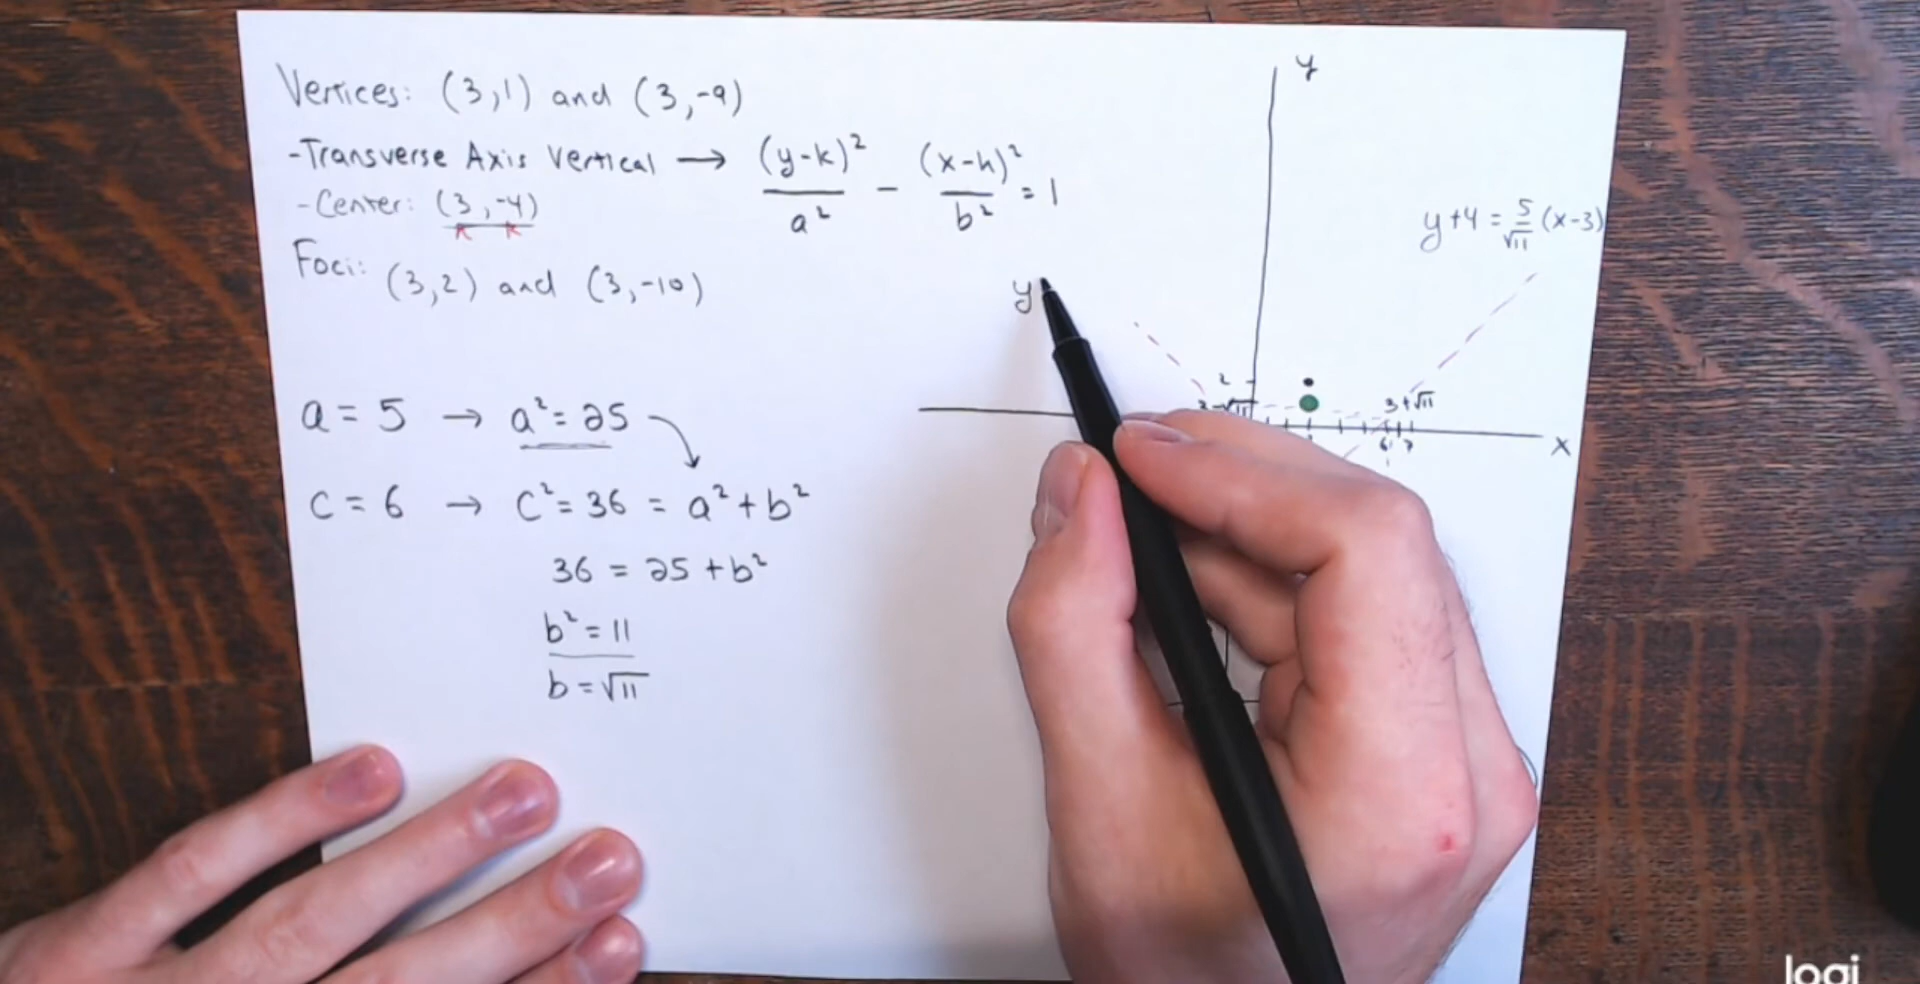 Vertices: (3,1) and (3,-9)
-Transverse Axis Vertical → (y-k)²/a² - (x-h)²/b² = 1
-Center: (3,-4)
Foci: (3,2) and (3,-10)
a = 5 → a² = 25
c = 6 → c² = 36 = a² + b²
36 = 25 + b²
b² = 11
b = √11
y
y+4 = 5/√11 (x-3)
y
2
3+√11
6 7
x
logi